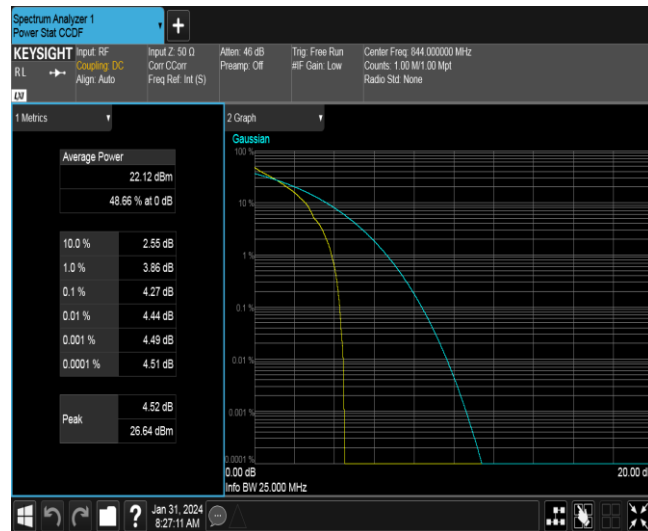 Spectrum Analyzer 1
Power Stat CCDF
+
KEYSIGHT
RL
LXI
Input: RF
Coupling: DC
Align: Auto
Input Z: 50 Ω
Corr CCorr
Freq Ref: Int (S)
Atten: 46 dB
Preamp: Off
Trig: Free Run
#IF Gain: Low
Center Freq: 844.000000 MHz
Counts: 1.00 M/1.00 Mpt
Radio Std: None
1 Metrics
Average Power
22.12 dBm
48.66 % at 0 dB
10.0 % 2.55 dB
1.0 % 3.86 dB
0.1 % 4.27 dB
0.01 % 4.44 dB
0.001 % 4.49 dB
0.0001 % 4.51 dB
Peak
4.52 dB
26.64 dBm
2 Graph
Gaussian
100 %
10 %
1 %
0.1 %
0.01 %
0.001 %
0.0001 %
0.00 dB 20.00 d
Info BW 25.000 MHz
?
Jan 31, 2024
8:27:11 AM